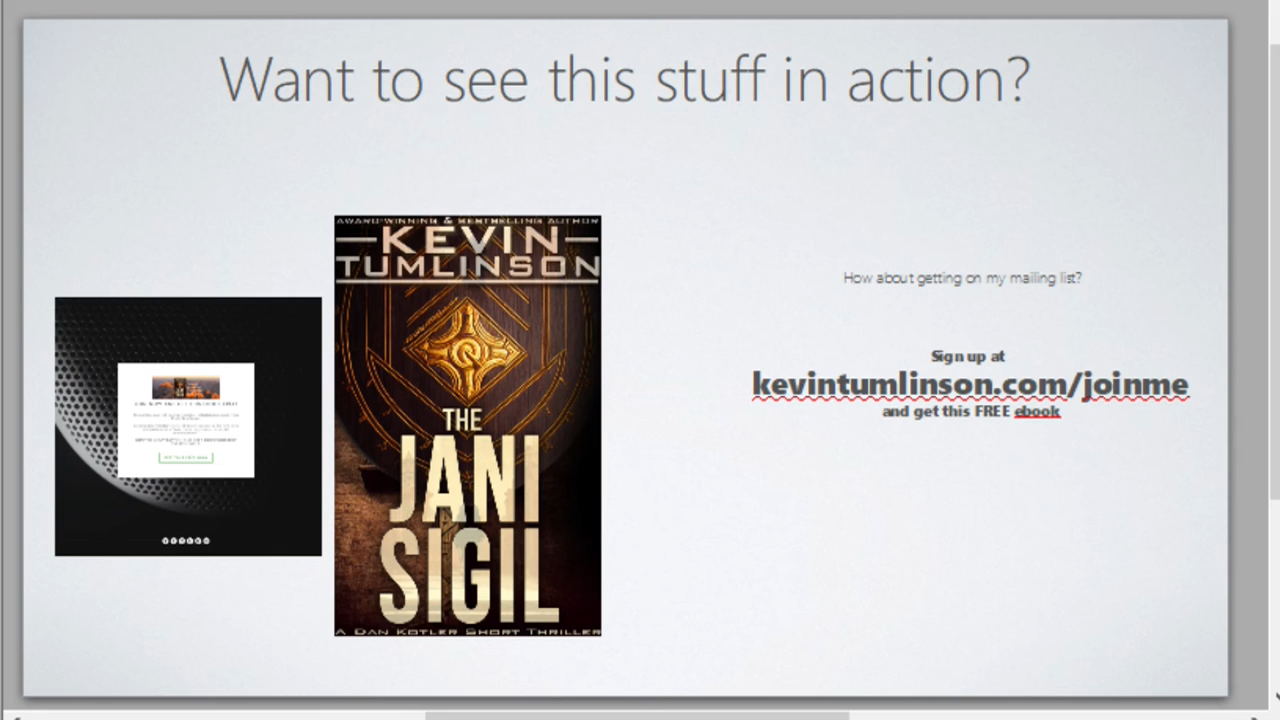 Want to see this stuff in action?
AWARD-WINNING & BESTSELLING AUTHOR
KEVIN
TUMLINSON
THE
JANI
SIGIL
A DAN KOTLER SHORT THRILLER
How about getting on my mailing list?
Sign up at
kevintumlinson.com/joinme
and get this FREE ebook